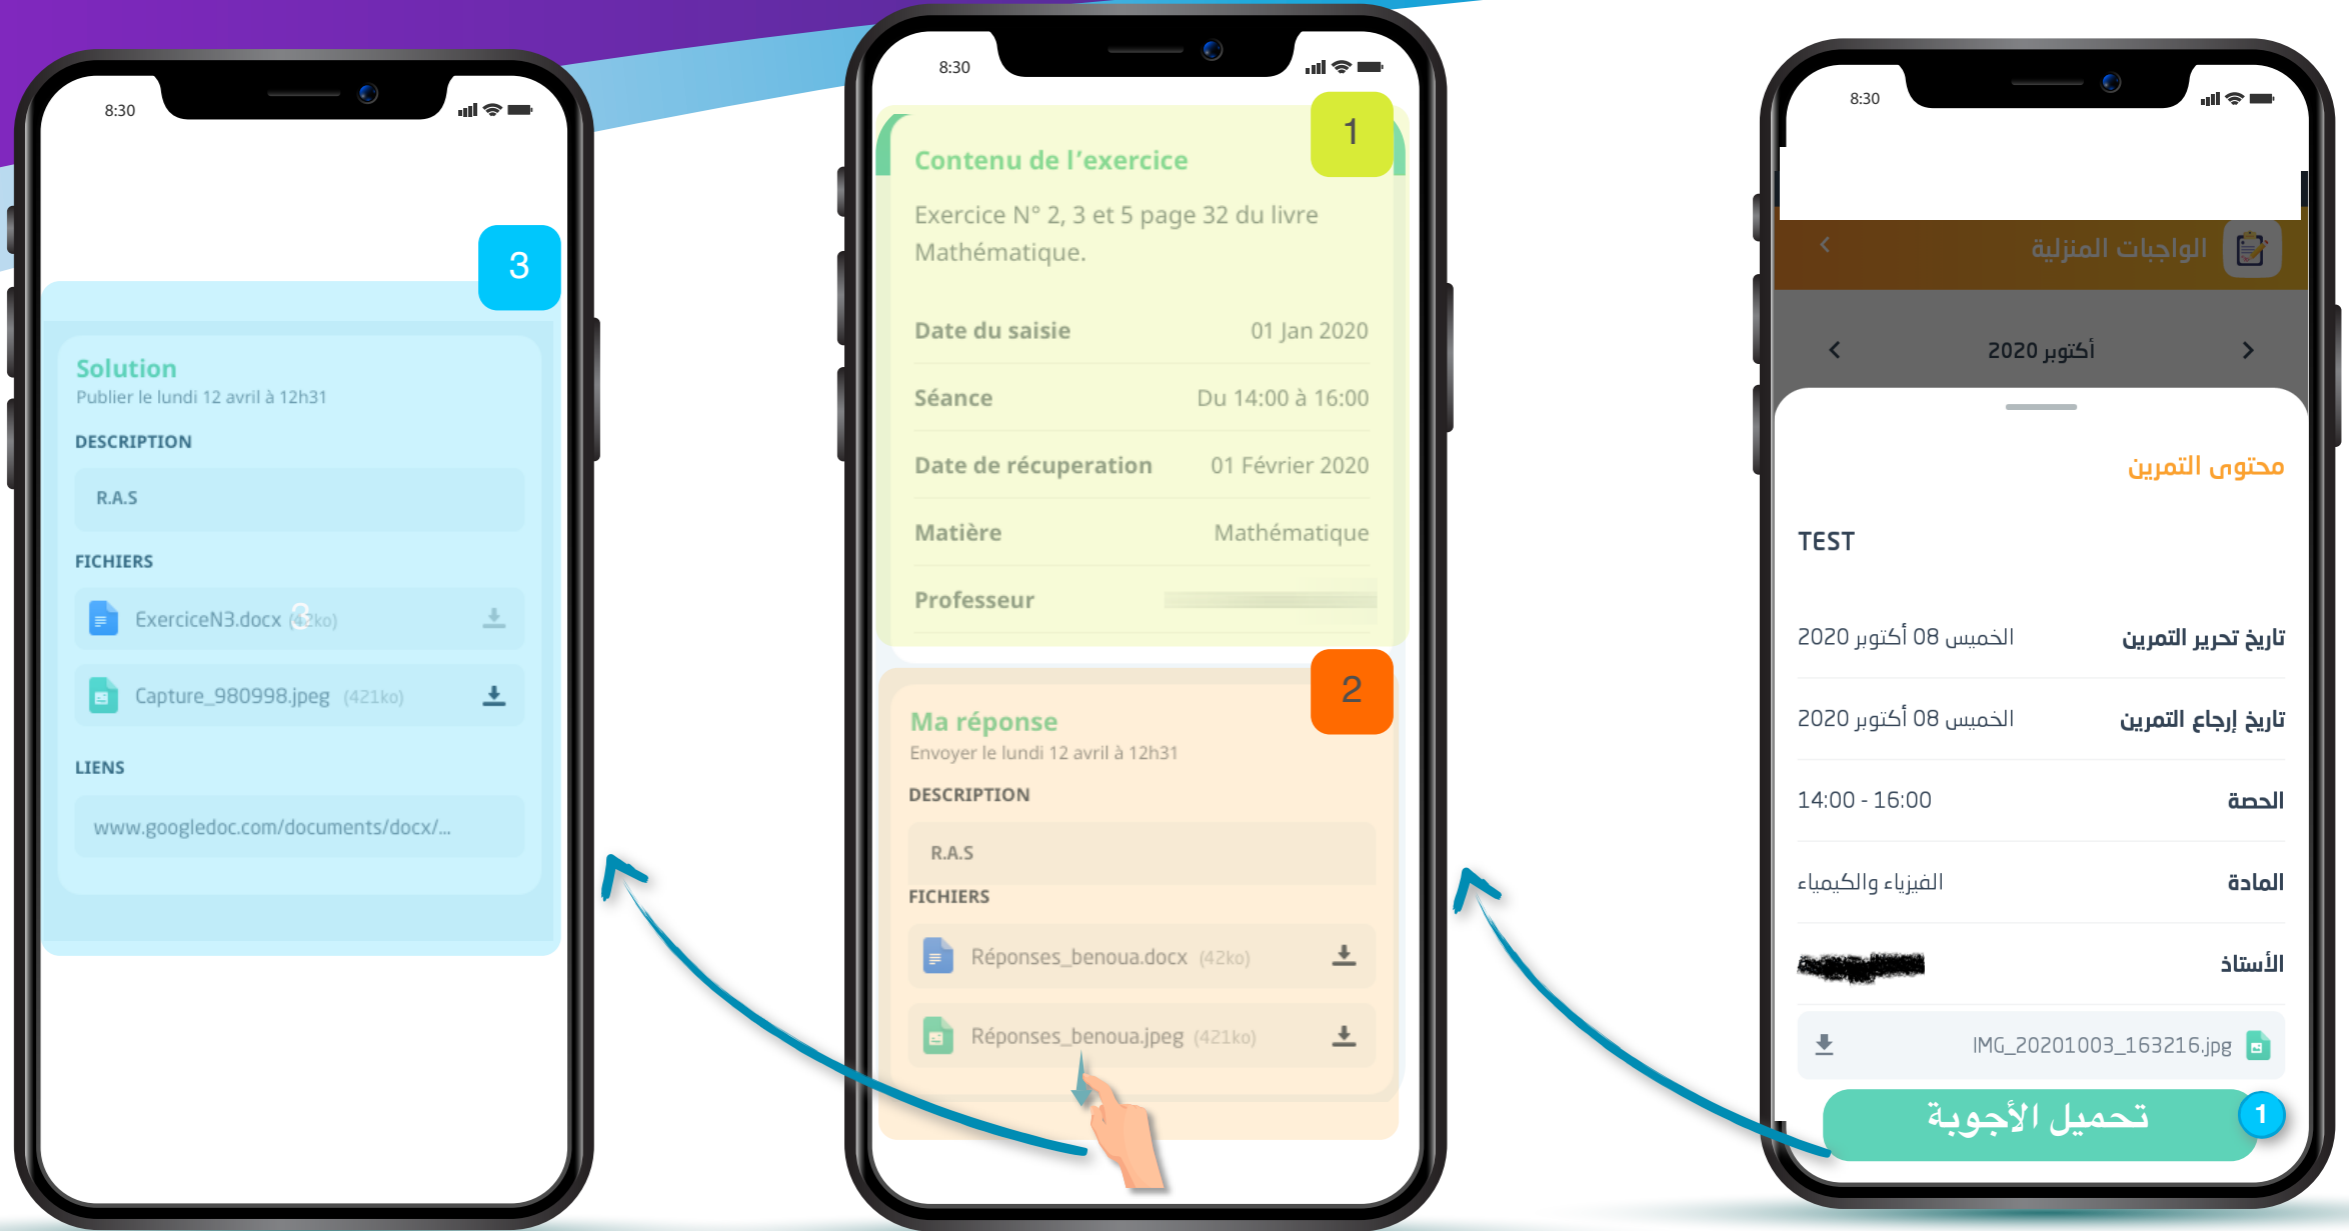 8:30
3
Solution
Publier le lundi 12 avril à 12h31
DESCRIPTION
R.A.S
FICHIERS
ExerciceN3.docx (42ko)
3
Capture_980998.jpeg (421ko)
LIENS
www.googledoc.com/documents/docx/...
8:30
1
Contenu de l'exercice
Exercice N° 2, 3 et 5 page 32 du livre
Mathématique.
Date du saisie 01 Jan 2020
Séance Du 14:00 à 16:00
Date de récuperation 01 Février 2020
Matière Mathématique
Professeur
2
Ma réponse
Envoyer le lundi 12 avril à 12h31
DESCRIPTION
R.A.S
FICHIERS
Réponses_benoua.docx (42ko)
Réponses_benoua.jpeg (421ko)
8:30
الواجبات المنزلية
أكتوبر 2020
محتوى التمرين
TEST
تاريخ تحرير التمرين الخميس 08 أكتوبر 2020
تاريخ إرجاع التمرين الخميس 08 أكتوبر 2020
الحصة 14:00 - 16:00
المادة الفيزياء والكيمياء
الأستاذ
IMG_20201003_163216.jpg
تحميل الأجوبة
1